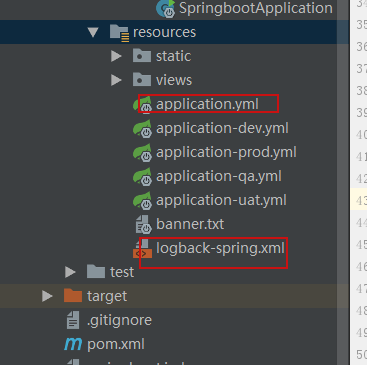 SpringbootApplication
resources
static
views
application.yml
application-dev.yml
application-prod.yml
application-qa.yml
application-uat.yml
banner.txt
logback-spring.xml
test
target
.gitignore
pom.xml
35
36
37
38
39
40
41
42
43
44
45
46
47
48
49